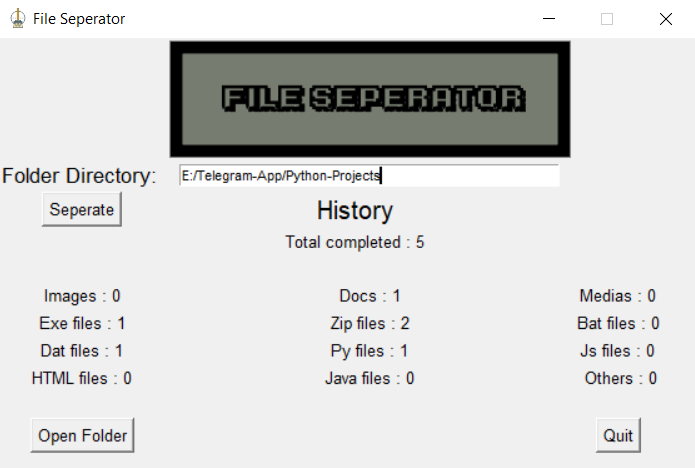 File Seperator
FILE SEPERATOR
Folder Directory: E:/Telegram-App/Python-Projects
Seperate
History
Total completed : 5
Images : 0 Docs : 1 Medias : 0
Exe files : 1 Zip files : 2 Bat files : 0
Dat files : 1 Py files : 1 Js files : 0
HTML files : 0 Java files : 0 Others : 0
Open Folder Quit